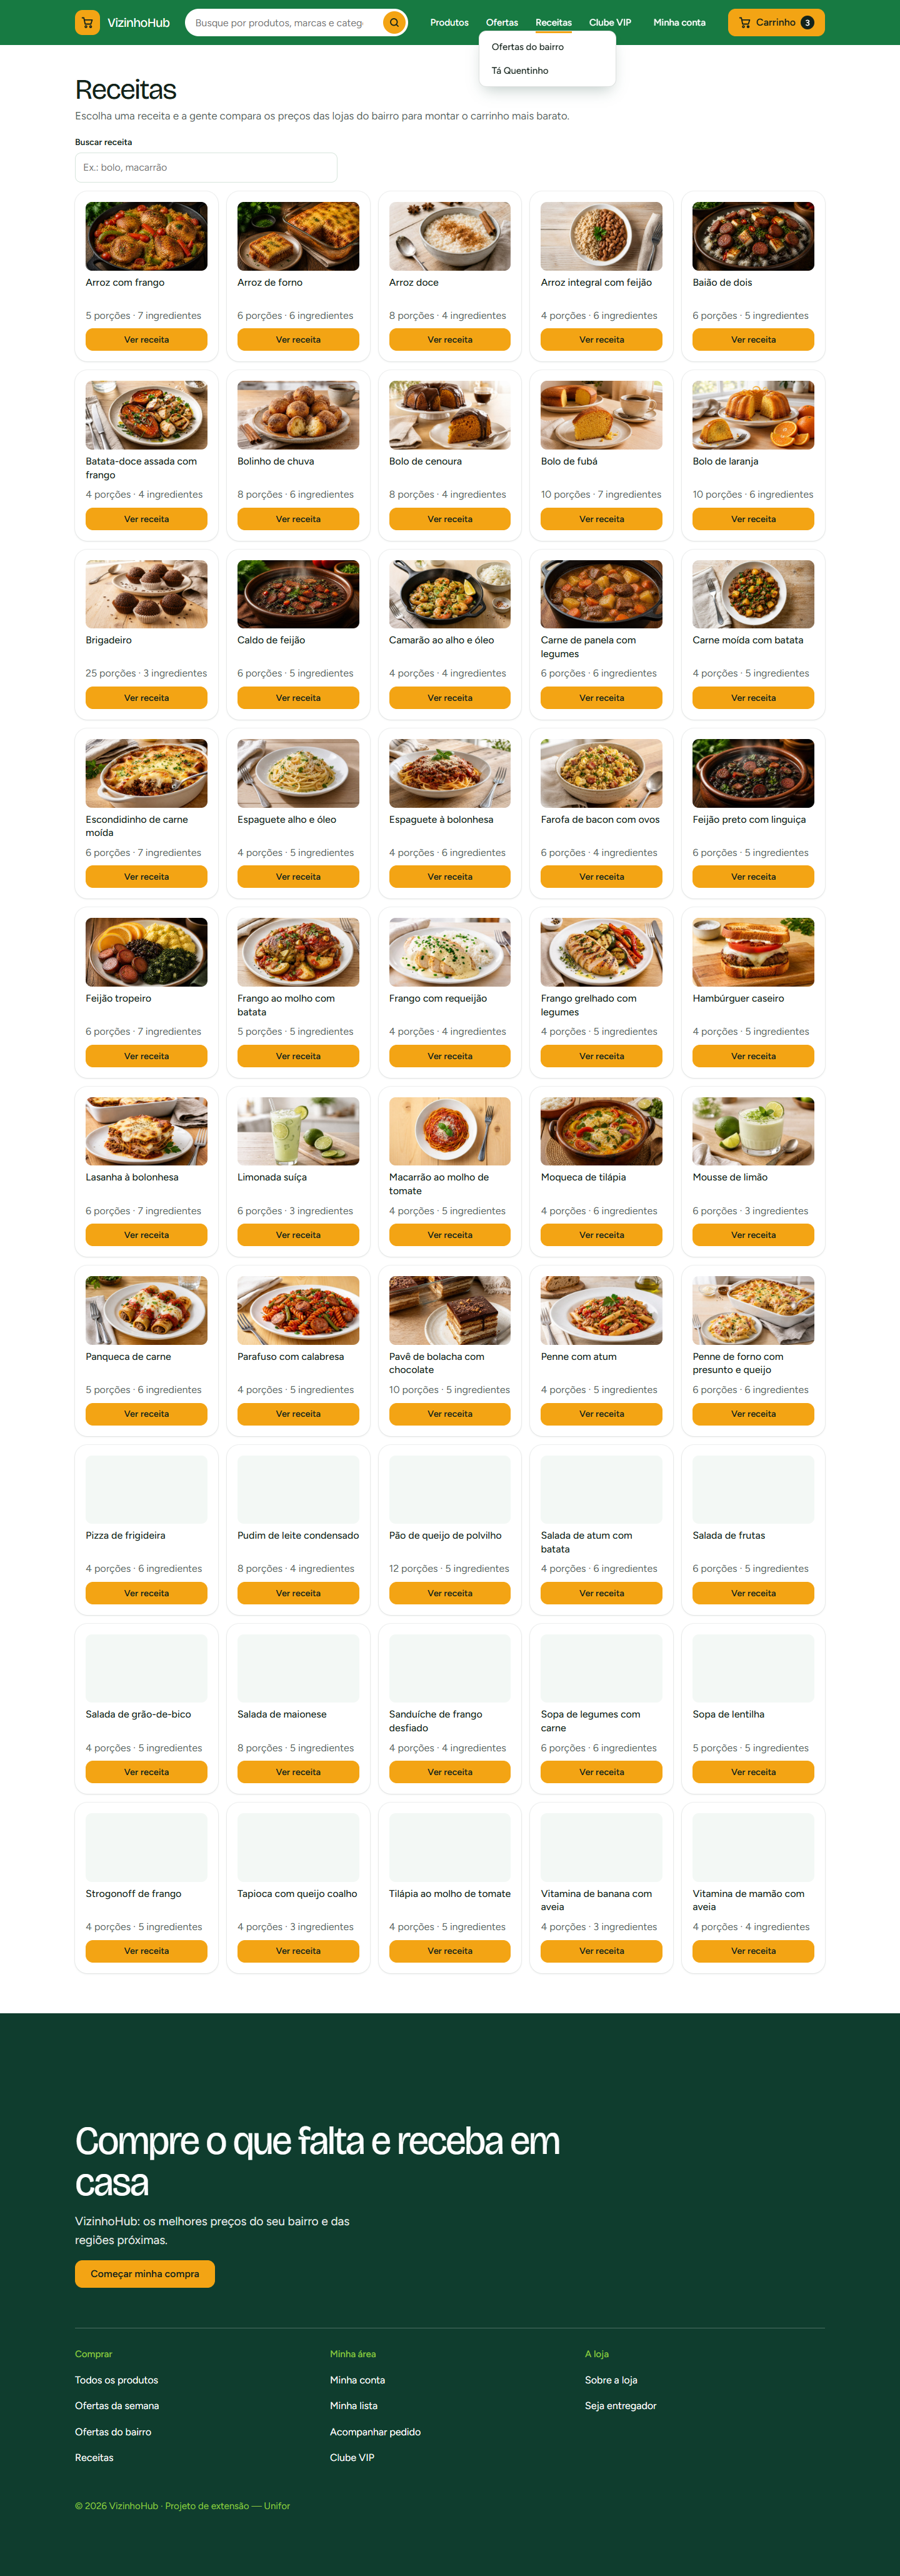 VizinhoHub
Busque por produtos, marcas e categ
Produtos
Ofertas
Receitas
Clube VIP
Minha conta
Carrinho 3
Ofertas do bairro
Tá Quentinho
Receitas
Escolha uma receita e a gente compara os preços das lojas do bairro para montar o carrinho mais barato.
Buscar receita
Ex.: bolo, macarrão
Arroz com frango
5 porções · 7 ingredientes
Ver receita
Arroz de forno
6 porções · 6 ingredientes
Ver receita
Arroz doce
8 porções · 4 ingredientes
Ver receita
Arroz integral com feijão
4 porções · 6 ingredientes
Ver receita
Baião de dois
6 porções · 5 ingredientes
Ver receita
Batata-doce assada com
frango
4 porções · 4 ingredientes
Ver receita
Bolinho de chuva
8 porções · 6 ingredientes
Ver receita
Bolo de cenoura
8 porções · 4 ingredientes
Ver receita
Bolo de fubá
10 porções · 7 ingredientes
Ver receita
Bolo de laranja
10 porções · 6 ingredientes
Ver receita
Brigadeiro
25 porções · 3 ingredientes
Ver receita
Caldo de feijão
6 porções · 5 ingredientes
Ver receita
Camarão ao alho e óleo
4 porções · 4 ingredientes
Ver receita
Carne de panela com
legumes
6 porções · 6 ingredientes
Ver receita
Carne moída com batata
4 porções · 5 ingredientes
Ver receita
Escondidinho de carne
moída
6 porções · 7 ingredientes
Ver receita
Espaguete alho e óleo
4 porções · 5 ingredientes
Ver receita
Espaguete à bolonhesa
4 porções · 6 ingredientes
Ver receita
Farofa de bacon com ovos
6 porções · 4 ingredientes
Ver receita
Feijão preto com linguiça
6 porções · 5 ingredientes
Ver receita
Feijão tropeiro
6 porções · 7 ingredientes
Ver receita
Frango ao molho com
batata
5 porções · 5 ingredientes
Ver receita
Frango com requeijão
4 porções · 4 ingredientes
Ver receita
Frango grelhado com
legumes
4 porções · 5 ingredientes
Ver receita
Hambúrguer caseiro
4 porções · 5 ingredientes
Ver receita
Lasanha à bolonhesa
6 porções · 7 ingredientes
Ver receita
Limonada suíça
6 porções · 3 ingredientes
Ver receita
Macarrão ao molho de
tomate
4 porções · 5 ingredientes
Ver receita
Moqueca de tilápia
4 porções · 6 ingredientes
Ver receita
Mousse de limão
6 porções · 3 ingredientes
Ver receita
Panqueca de carne
5 porções · 6 ingredientes
Ver receita
Parafuso com calabresa
4 porções · 5 ingredientes
Ver receita
Pavê de bolacha com
chocolate
10 porções · 5 ingredientes
Ver receita
Penne com atum
4 porções · 5 ingredientes
Ver receita
Penne de forno com
presunto e queijo
6 porções · 6 ingredientes
Ver receita
Pizza de frigideira
4 porções · 6 ingredientes
Ver receita
Pudim de leite condensado
8 porções · 4 ingredientes
Ver receita
Pão de queijo de polvilho
12 porções · 5 ingredientes
Ver receita
Salada de atum com
batata
4 porções · 6 ingredientes
Ver receita
Salada de frutas
6 porções · 5 ingredientes
Ver receita
Salada de grão-de-bico
4 porções · 5 ingredientes
Ver receita
Salada de maionese
8 porções · 5 ingredientes
Ver receita
Sanduíche de frango
desfiado
4 porções · 4 ingredientes
Ver receita
Sopa de legumes com
carne
6 porções · 6 ingredientes
Ver receita
Sopa de lentilha
5 porções · 5 ingredientes
Ver receita
Strogonoff de frango
4 porções · 5 ingredientes
Ver receita
Tapioca com queijo coalho
4 porções · 3 ingredientes
Ver receita
Tilápia ao molho de tomate
4 porções · 5 ingredientes
Ver receita
Vitamina de banana com
aveia
4 porções · 3 ingredientes
Ver receita
Vitamina de mamão com
aveia
4 porções · 4 ingredientes
Ver receita
Compre o que falta e receba em
casa
VizinhoHub: os melhores preços do seu bairro e das
regiões próximas.
Começar minha compra
Comprar
Todos os produtos
Ofertas da semana
Ofertas do bairro
Receitas
Minha área
Minha conta
Minha lista
Acompanhar pedido
Clube VIP
A loja
Sobre a loja
Seja entregador
© 2026 VizinhoHub · Projeto de extensão — Unifor